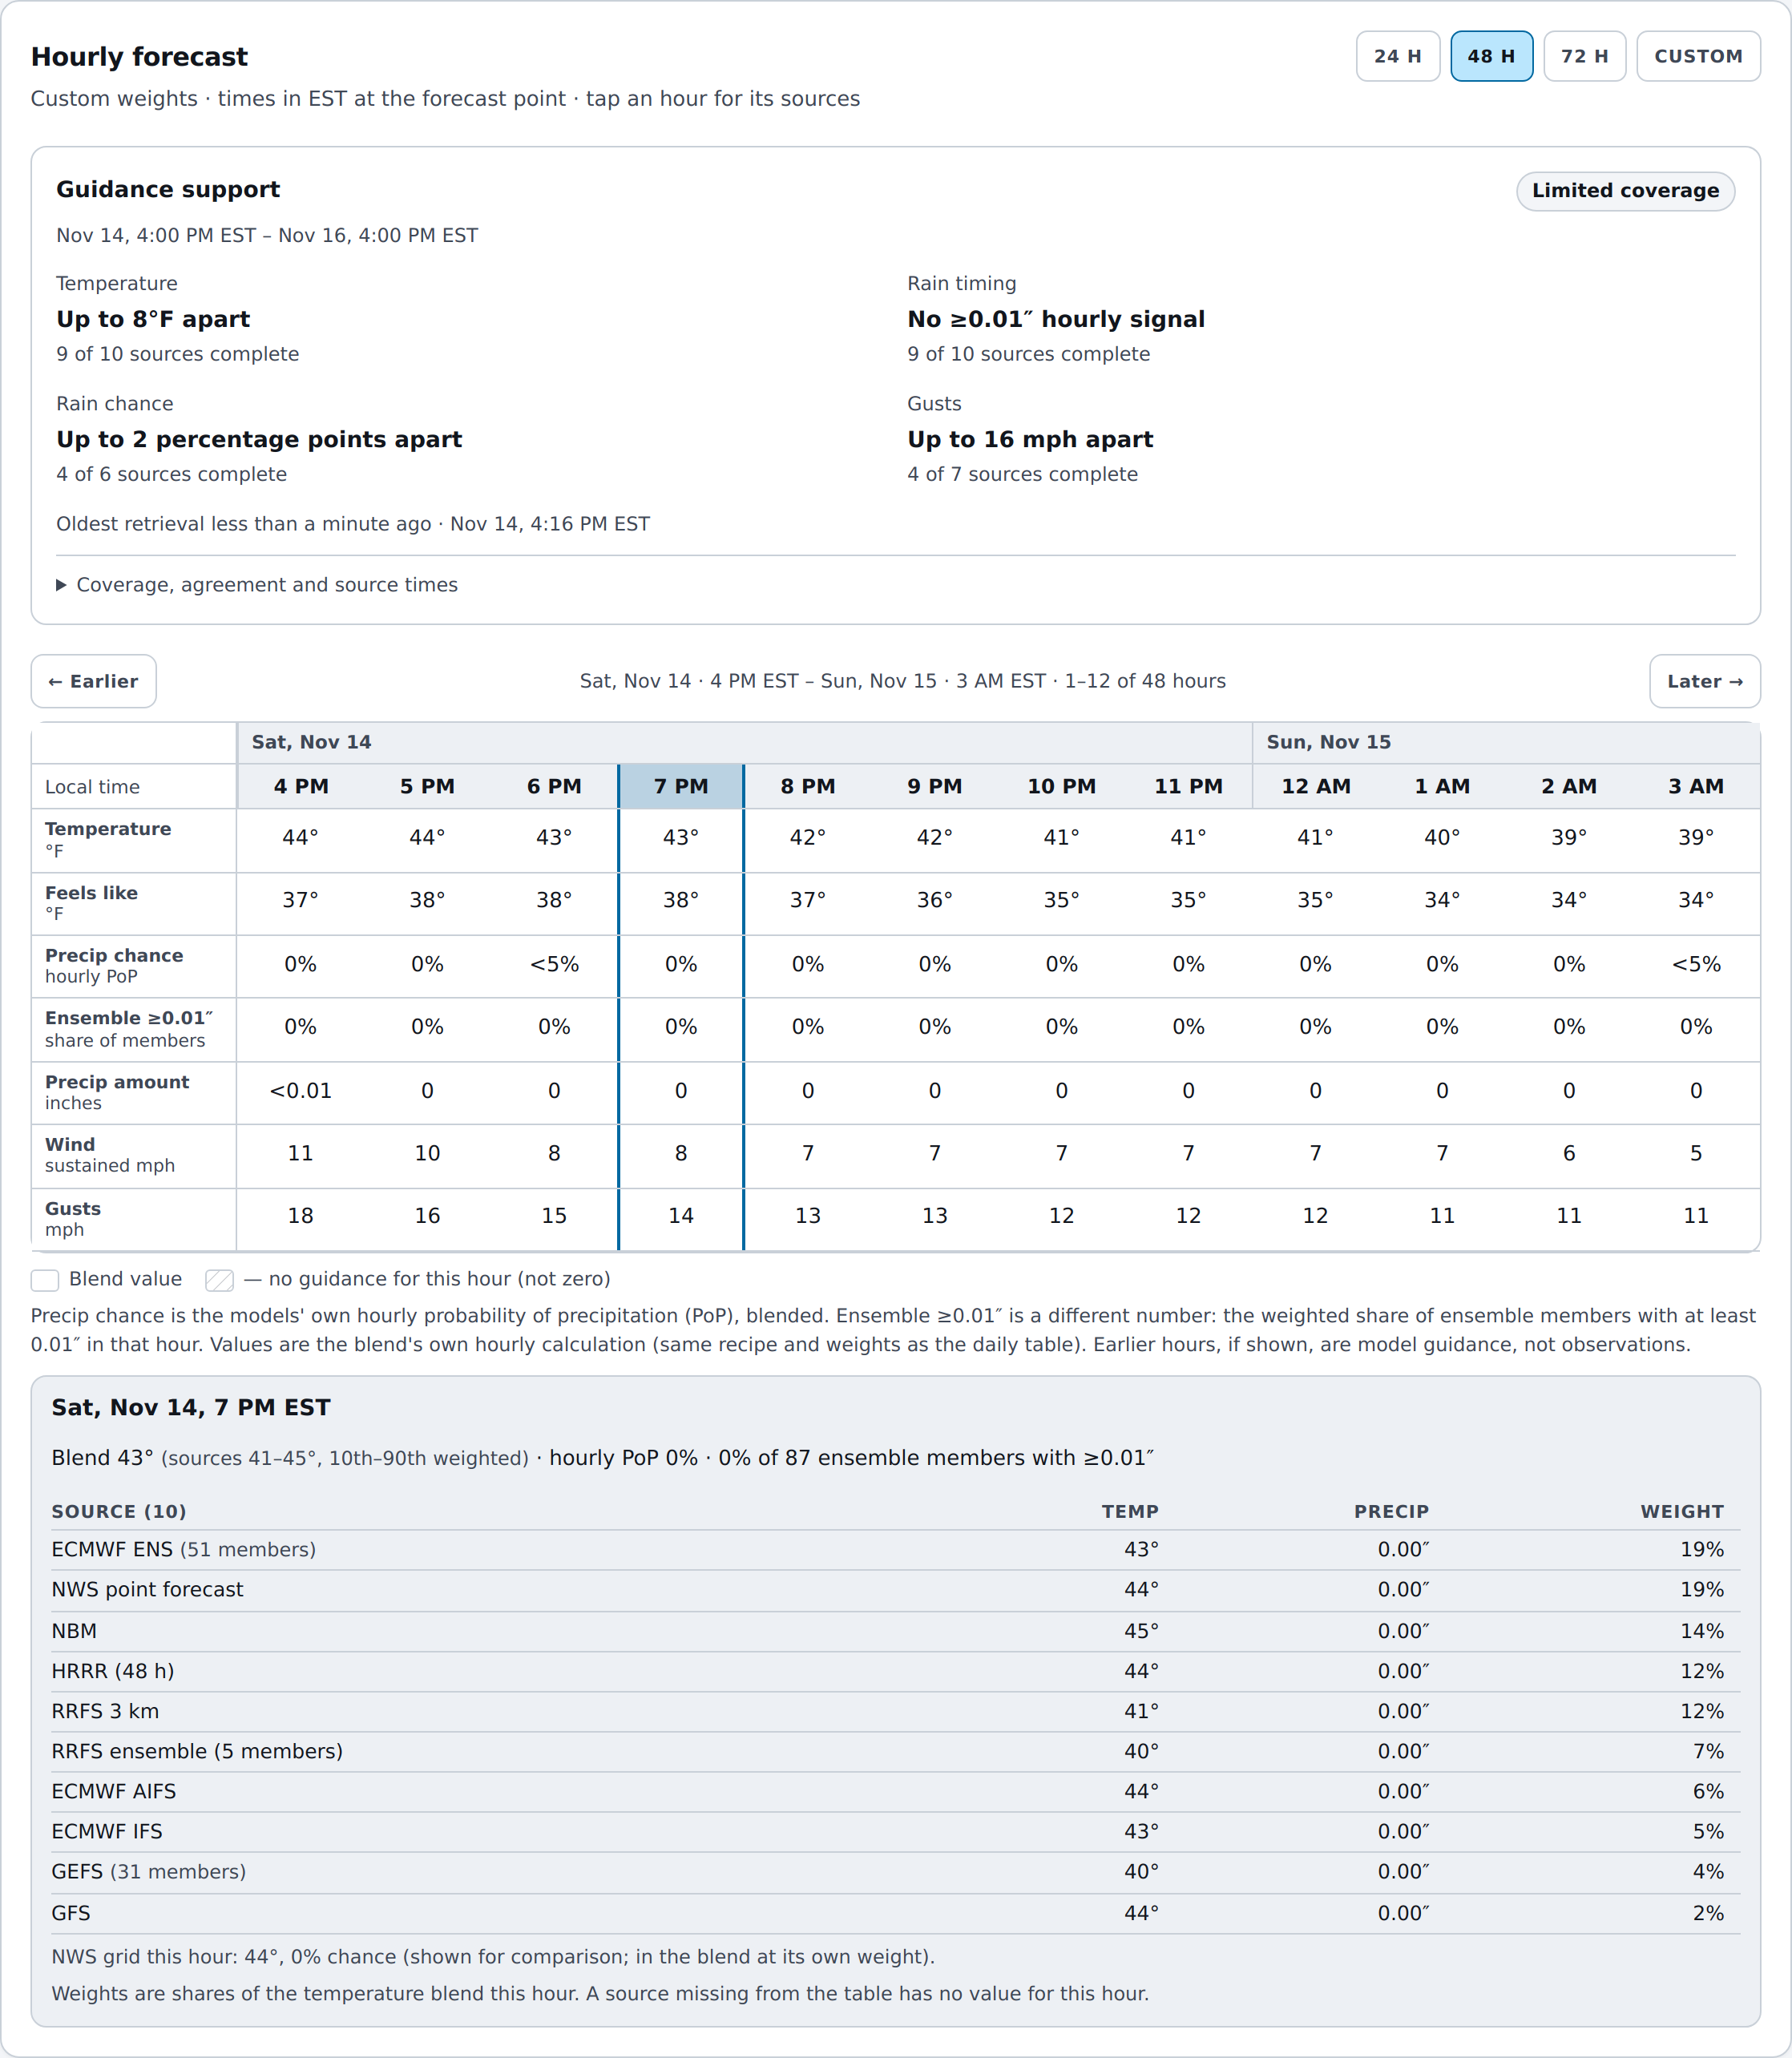 Hourly forecast
24 H 48 H 72 H CUSTOM
Custom weights · times in EST at the forecast point · tap an hour for its sources
Guidance support
Limited coverage
Nov 14, 4:00 PM EST – Nov 16, 4:00 PM EST
Temperature
Up to 8°F apart
9 of 10 sources complete
Rain timing
No ≥0.01″ hourly signal
9 of 10 sources complete
Rain chance
Up to 2 percentage points apart
4 of 6 sources complete
Gusts
Up to 16 mph apart
4 of 7 sources complete
Oldest retrieval less than a minute ago · Nov 14, 4:16 PM EST
▶ Coverage, agreement and source times
← Earlier
Sat, Nov 14 · 4 PM EST – Sun, Nov 15 · 3 AM EST · 1–12 of 48 hours
Later →
Sat, Nov 14 Sun, Nov 15
Local time 4 PM 5 PM 6 PM 7 PM 8 PM 9 PM 10 PM 11 PM 12 AM 1 AM 2 AM 3 AM
Temperature
°F
44° 44° 43° 43° 42° 42° 41° 41° 41° 40° 39° 39°
Feels like
°F
37° 38° 38° 38° 37° 36° 35° 35° 35° 34° 34° 34°
Precip chance
hourly PoP
0% 0% <5% 0% 0% 0% 0% 0% 0% 0% 0% <5%
Ensemble ≥0.01″
share of members
0% 0% 0% 0% 0% 0% 0% 0% 0% 0% 0% 0%
Precip amount
inches
<0.01 0 0 0 0 0 0 0 0 0 0 0
Wind
sustained mph
11 10 8 8 7 7 7 7 7 7 6 5
Gusts
mph
18 16 15 14 13 13 12 12 12 11 11 11
Blend value — no guidance for this hour (not zero)
Precip chance is the models' own hourly probability of precipitation (PoP), blended. Ensemble ≥0.01″ is a different number: the weighted share of ensemble members with at least
0.01″ in that hour. Values are the blend's own hourly calculation (same recipe and weights as the daily table). Earlier hours, if shown, are model guidance, not observations.
Sat, Nov 14, 7 PM EST
Blend 43° (sources 41–45°, 10th–90th weighted) · hourly PoP 0% · 0% of 87 ensemble members with ≥0.01″
SOURCE (10) TEMP PRECIP WEIGHT
ECMWF ENS (51 members) 43° 0.00″ 19%
NWS point forecast 44° 0.00″ 19%
NBM 45° 0.00″ 14%
HRRR (48 h) 44° 0.00″ 12%
RRFS 3 km 41° 0.00″ 12%
RRFS ensemble (5 members) 40° 0.00″ 7%
ECMWF AIFS 44° 0.00″ 6%
ECMWF IFS 43° 0.00″ 5%
GEFS (31 members) 40° 0.00″ 4%
GFS 44° 0.00″ 2%
NWS grid this hour: 44°, 0% chance (shown for comparison; in the blend at its own weight).
Weights are shares of the temperature blend this hour. A source missing from the table has no value for this hour.